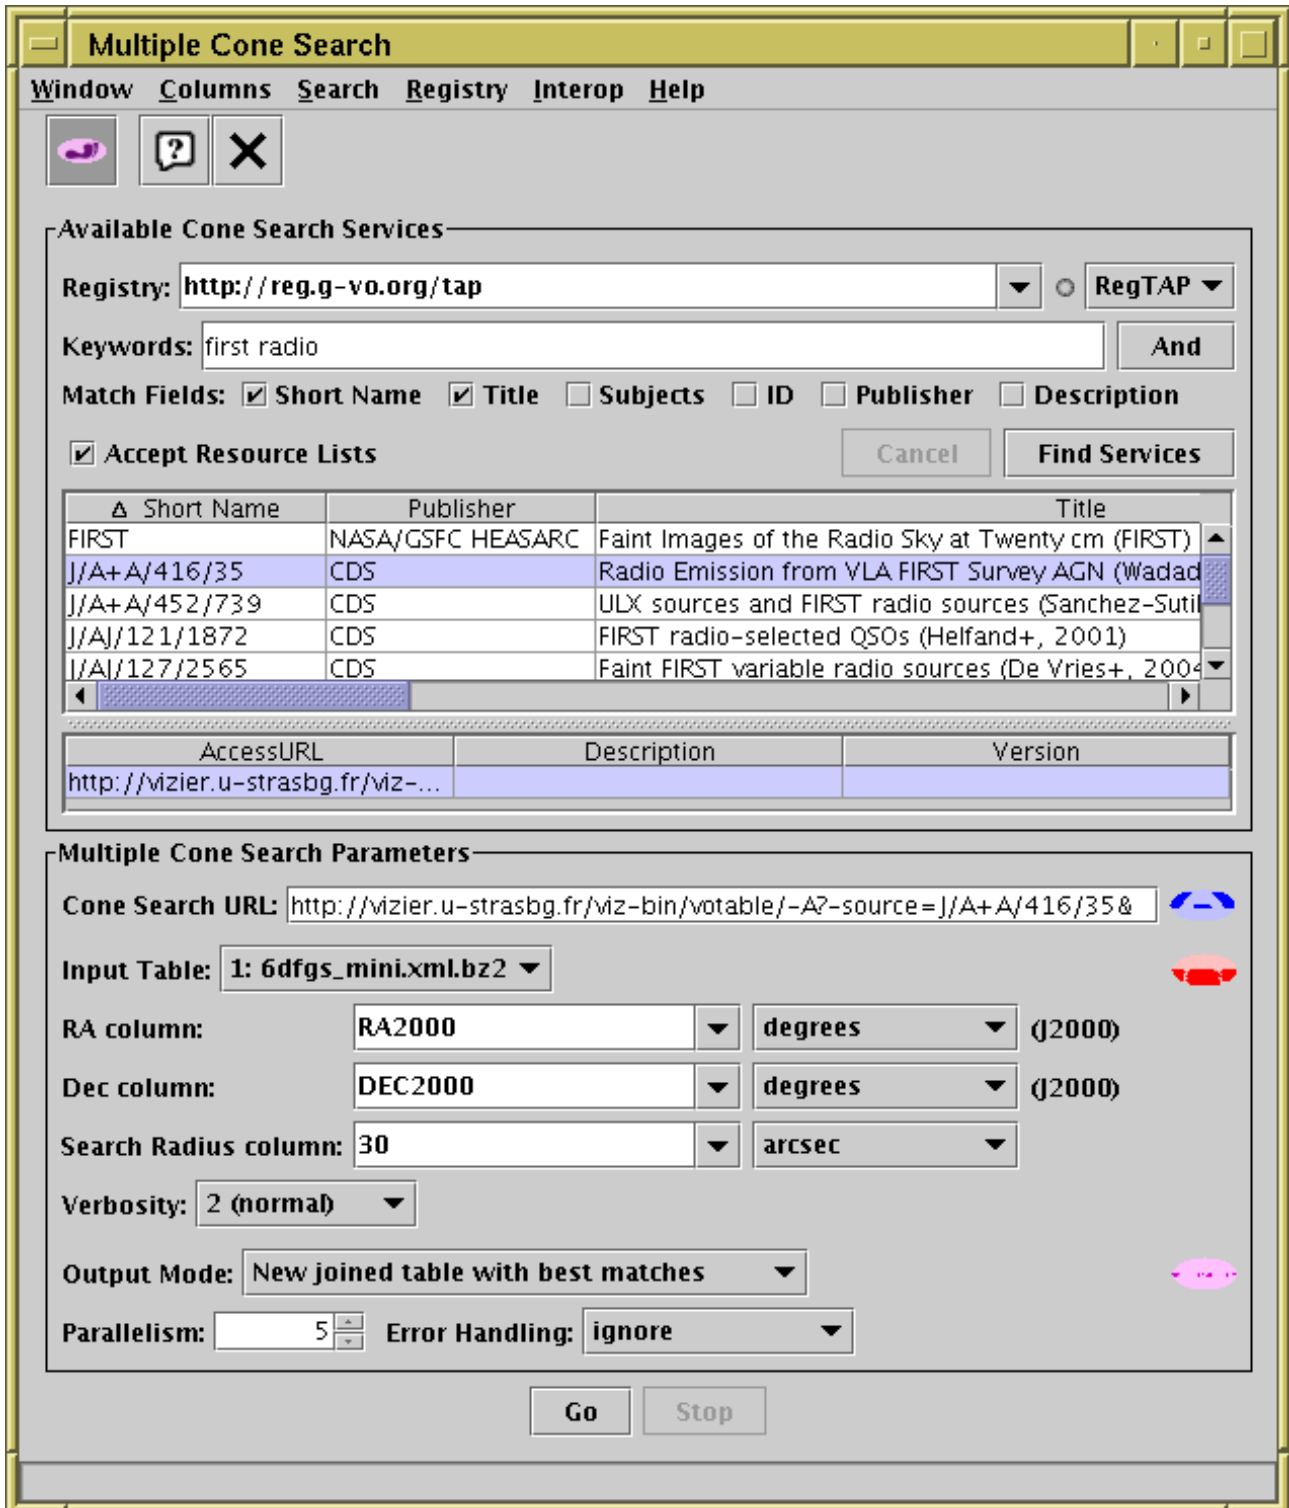 Multiple Cone Search
Window Columns Search Registry Interop Help
Available Cone Search Services
Registry: http://reg.g-vo.org/tap RegTAP
Keywords: first radio And
Match Fields: Short Name Title Subjects ID Publisher Description
Accept Resource Lists Cancel Find Services
Short Name Publisher Title
FIRST NASA/GSFC HEASARC Faint Images of the Radio Sky at Twenty cm (FIRST)
J/A+A/416/35 CDS Radio Emission from VLA FIRST Survey AGN (Wadad
J/A+A/452/739 CDS ULX sources and FIRST radio sources (Sanchez-Sutil
J/AJ/121/1872 CDS FIRST radio-selected QSOs (Helfand+, 2001)
J/AJ/127/2565 CDS Faint FIRST variable radio sources (De Vries+, 2004
AccessURL Description Version
http://vizier.u-strasbg.fr/viz-...
Multiple Cone Search Parameters
Cone Search URL: http://vizier.u-strasbg.fr/viz-bin/votable/-A?-source=J/A+A/416/35&
Input Table: 1: 6dfgs_mini.xml.bz2
RA column: RA2000 degrees (J2000)
Dec column: DEC2000 degrees (J2000)
Search Radius column: 30 arcsec
Verbosity: 2 (normal)
Output Mode: New joined table with best matches
Parallelism: 5 Error Handling: ignore
Go Stop